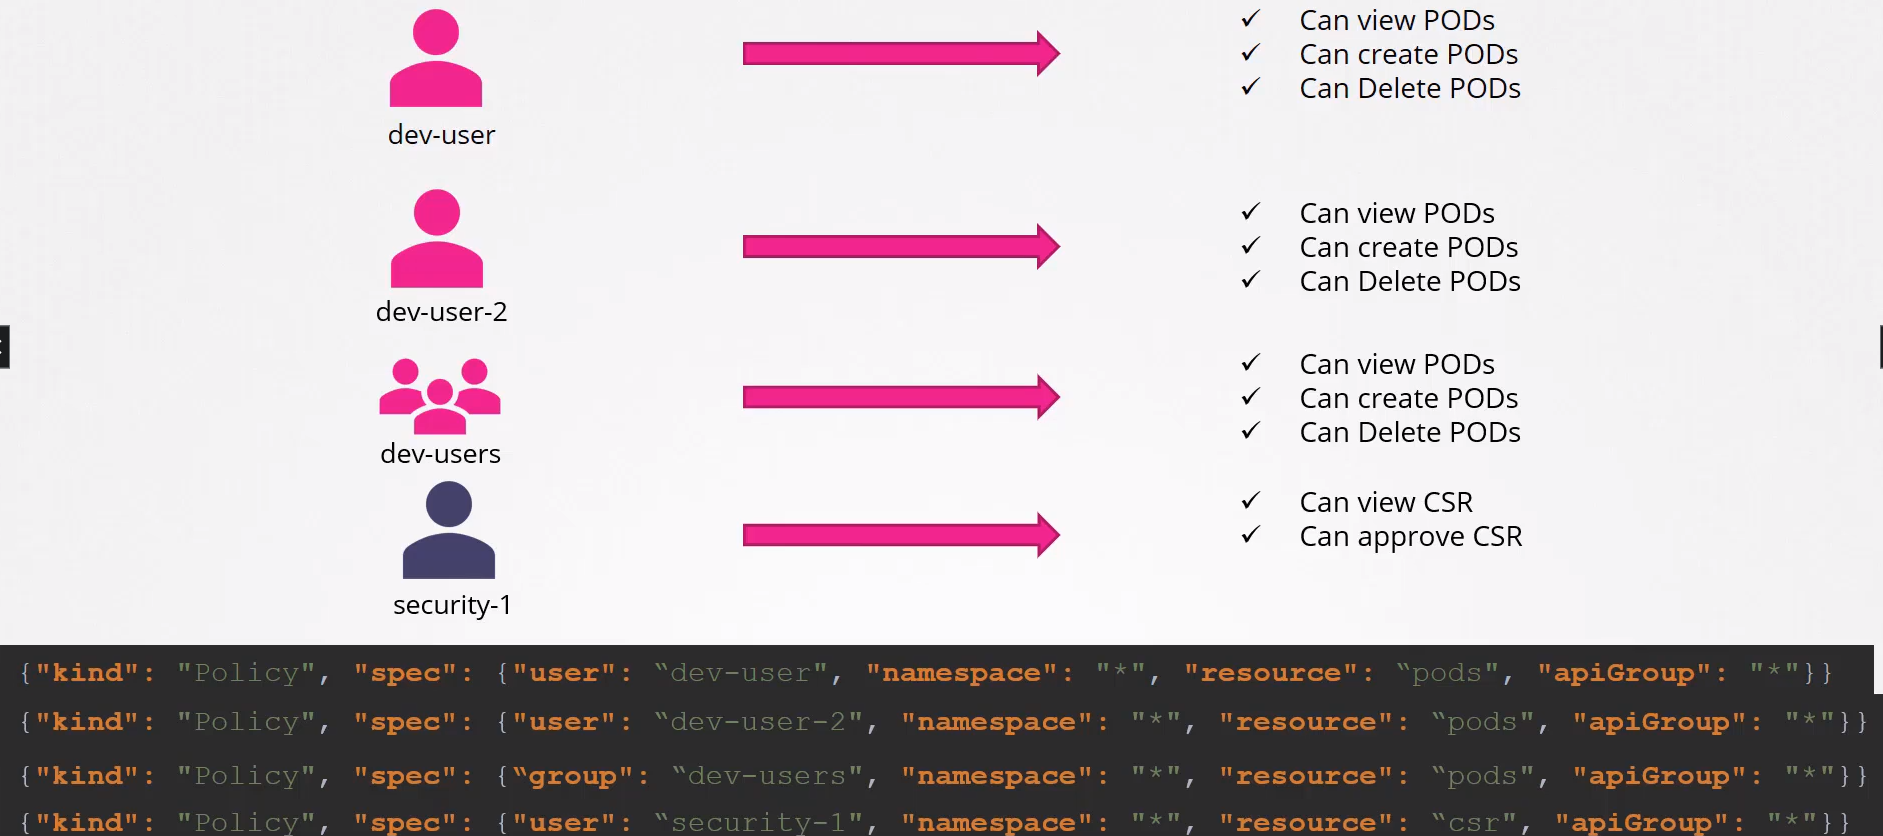 ✓ Can view PODs
✓ Can create PODs
✓ Can Delete PODs
dev-user
✓ Can view PODs
✓ Can create PODs
✓ Can Delete PODs
dev-user-2
✓ Can view PODs
✓ Can create PODs
✓ Can Delete PODs
dev-users
✓ Can view CSR
✓ Can approve CSR
security-1
{"kind": "Policy", "spec": {"user": “dev-user", "namespace": "*", "resource": “pods", "apiGroup": "*"}}
{"kind": "Policy", "spec": {"user": “dev-user-2", "namespace": "*", "resource": “pods", "apiGroup": "*"}}
{"kind": "Policy", "spec": {“group": “dev-users", "namespace": "*", "resource": “pods", "apiGroup": "*"}}
{"kind": "Policy", "spec": {"user": “security-1", "namespace": "*", "resource": “csr", "apiGroup": "*"}}